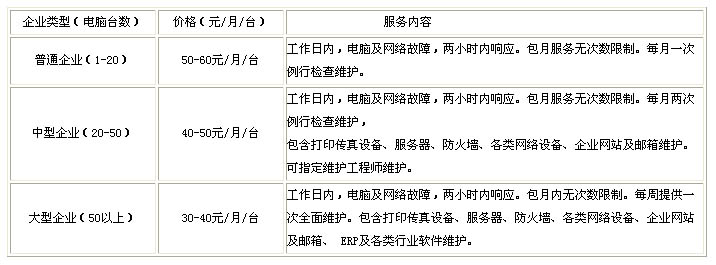 企业类型(电脑台数) 价格(元/月/台) 服务内容
普通企业(1-20) 50-60元/月/台 工作日内,电脑及网络故障,两小时内响应。包月服务无次数限制。每月一次
例行检查维护。
中型企业(20-50) 40-50元/月/台 工作日内,电脑及网络故障,两小时内响应。包月服务无次数限制。每月两次
例行检查维护,
包含打印传真设备、服务器、防火墙、各类网络设备、企业网站及邮箱维护。
可指定维护工程师维护。
大型企业(50以上) 30-40元/月/台 工作日内,电脑及网络故障,两小时内响应。包月内无次数限制。每周提供一
次全面维护。包含打印传真设备、服务器、防火墙、各类网络设备、企业网站
及邮箱、 ERP及各类行业软件维护。